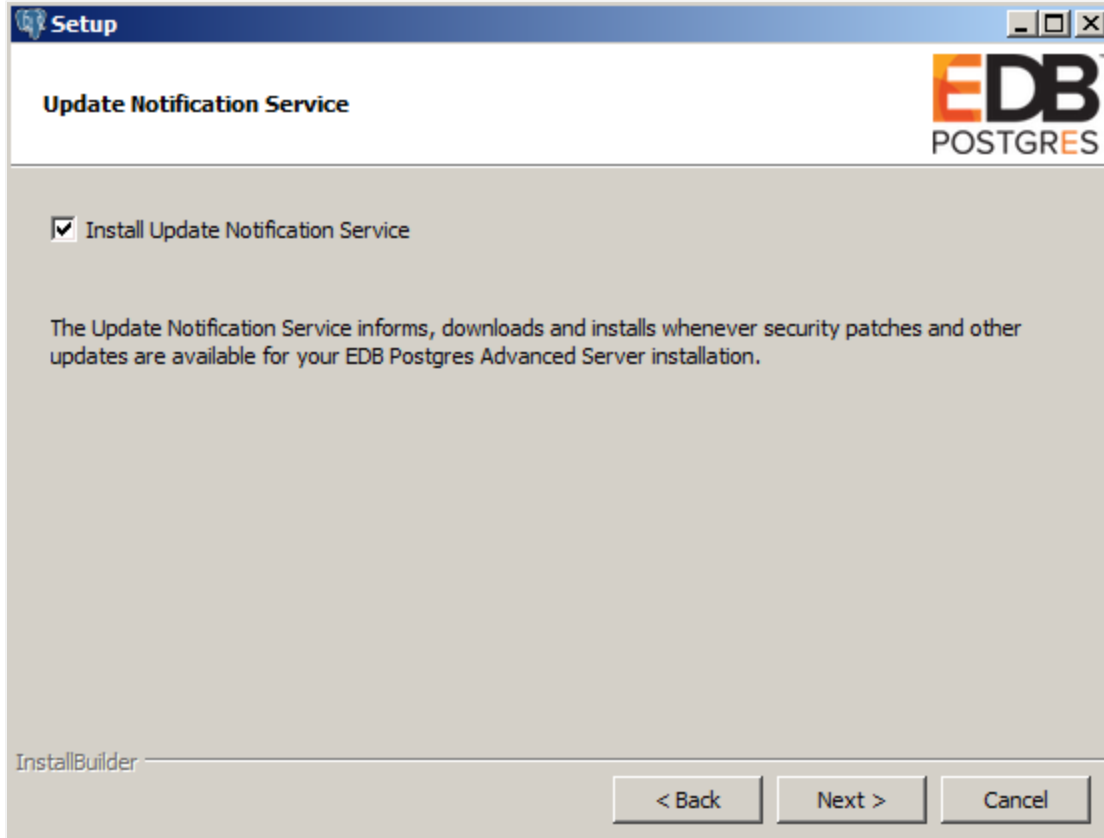 Setup
Update Notification Service
EDB
POSTGRES
Install Update Notification Service
The Update Notification Service informs, downloads and installs whenever security patches and other
updates are available for your EDB Postgres Advanced Server installation.
InstallBuilder
< Back
Next >
Cancel